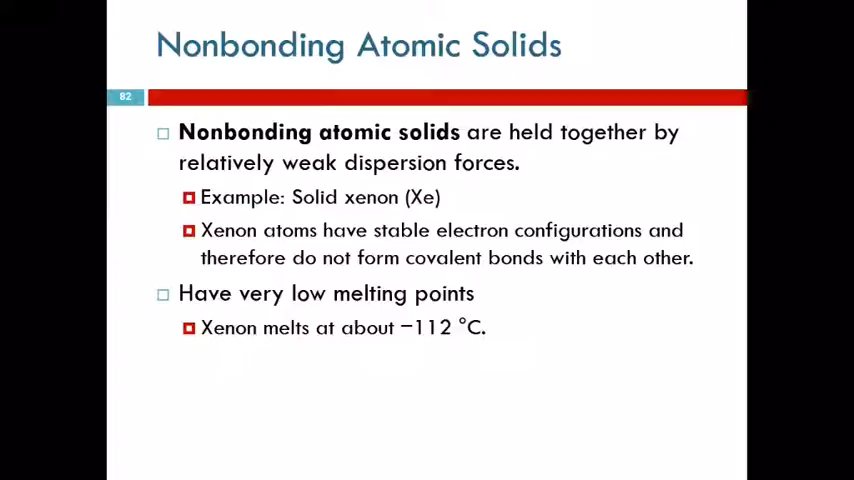 Nonbonding Atomic Solids
82
Nonbonding atomic solids are held together by
relatively weak dispersion forces.
Example: Solid xenon (Xe)
Xenon atoms have stable electron configurations and
therefore do not form covalent bonds with each other.
Have very low melting points
Xenon melts at about −112 °C.